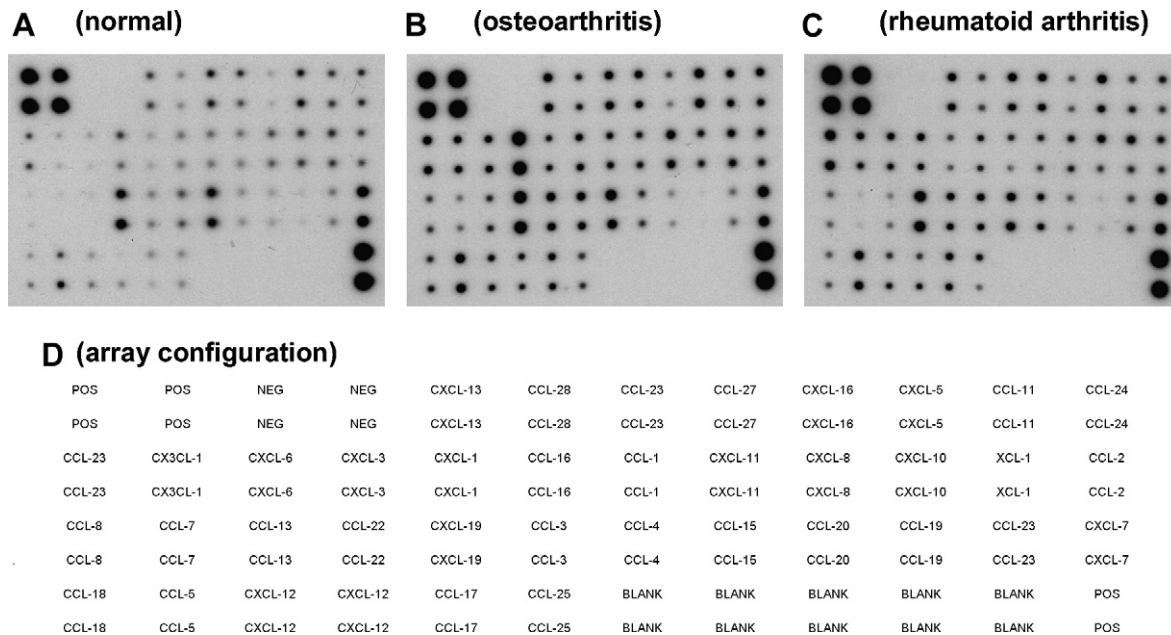 A (normal)
B (osteoarthritis)
C (rheumatoid arthritis)
D (array configuration)
POS POS NEG NEG CXCL-13 CCL-28 CCL-23 CCL-27 CXCL-16 CXCL-5 CCL-11 CCL-24
POS POS NEG NEG CXCL-13 CCL-28 CCL-23 CCL-27 CXCL-16 CXCL-5 CCL-11 CCL-24
CCL-23 CX3CL-1 CXCL-6 CXCL-3 CXCL-1 CCL-16 CCL-1 CXCL-11 CXCL-8 CXCL-10 XCL-1 CCL-2
CCL-23 CX3CL-1 CXCL-6 CXCL-3 CXCL-1 CCL-16 CCL-1 CXCL-11 CXCL-8 CXCL-10 XCL-1 CCL-2
CCL-8 CCL-7 CCL-13 CCL-22 CXCL-19 CCL-3 CCL-4 CCL-15 CCL-20 CCL-19 CCL-23 CXCL-7
CCL-8 CCL-7 CCL-13 CCL-22 CXCL-19 CCL-3 CCL-4 CCL-15 CCL-20 CCL-19 CCL-23 CXCL-7
CCL-18 CCL-5 CXCL-12 CXCL-12 CCL-17 CCL-25 BLANK BLANK BLANK BLANK BLANK POS
CCL-18 CCL-5 CXCL-12 CXCL-12 CCL-17 CCL-25 BLANK BLANK BLANK BLANK BLANK POS